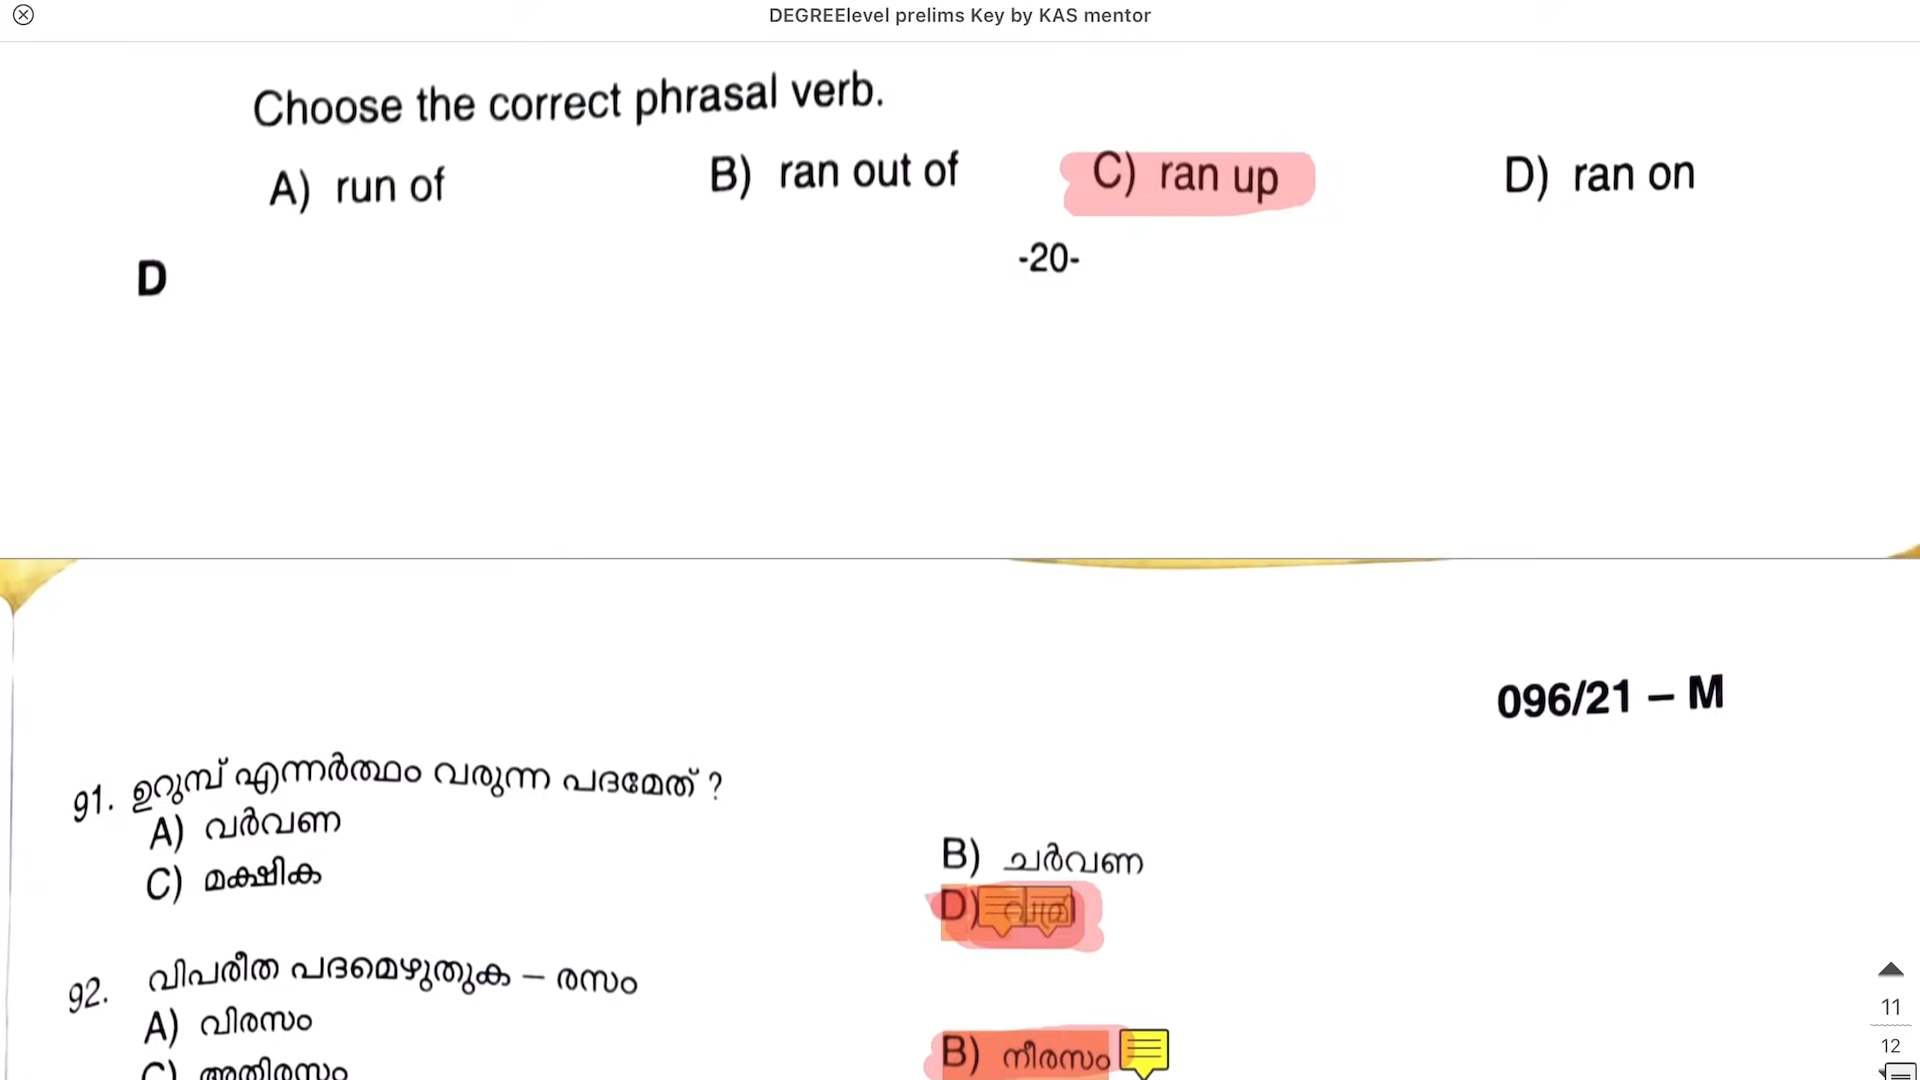 DEGREElevel prelims Key by KAS mentor
Choose the correct phrasal verb.
A) run of B) ran out of C) ran up D) ran on
-20-
D
096/21 – M
91. ഉറുമ്പ് എന്നർത്ഥം വരുന്ന പദമേത് ?
A) വർവണ B) ചർവണ
C) മക്ഷിക D)
92. വിപരീത പദമെഴുതുക – രസം
A) വിരസം B) നീരസം
C) അതിരസം
11
12